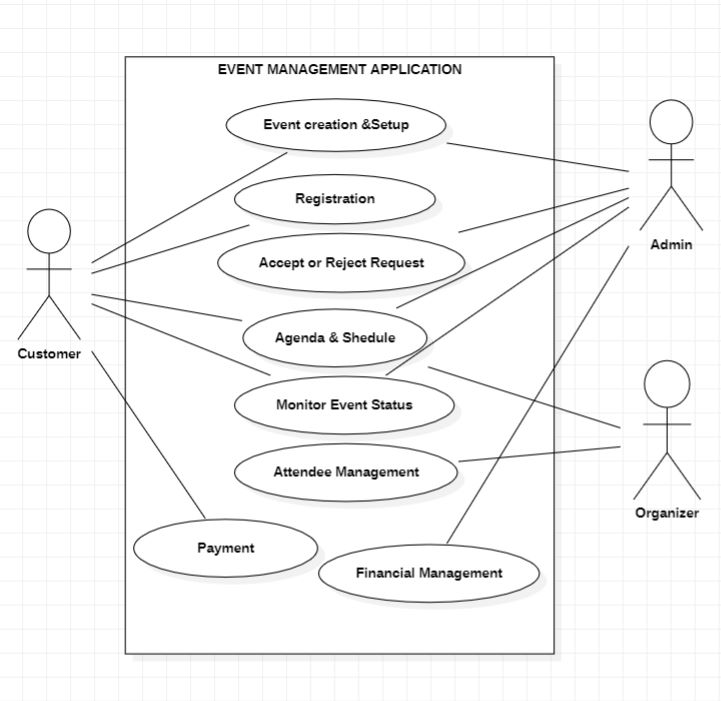 EVENT MANAGEMENT APPLICATION
Event creation &Setup
Registration
Admin
Accept or Reject Request
Agenda & Shedule
Customer
Monitor Event Status
Attendee Management
Organizer
Payment
Financial Management